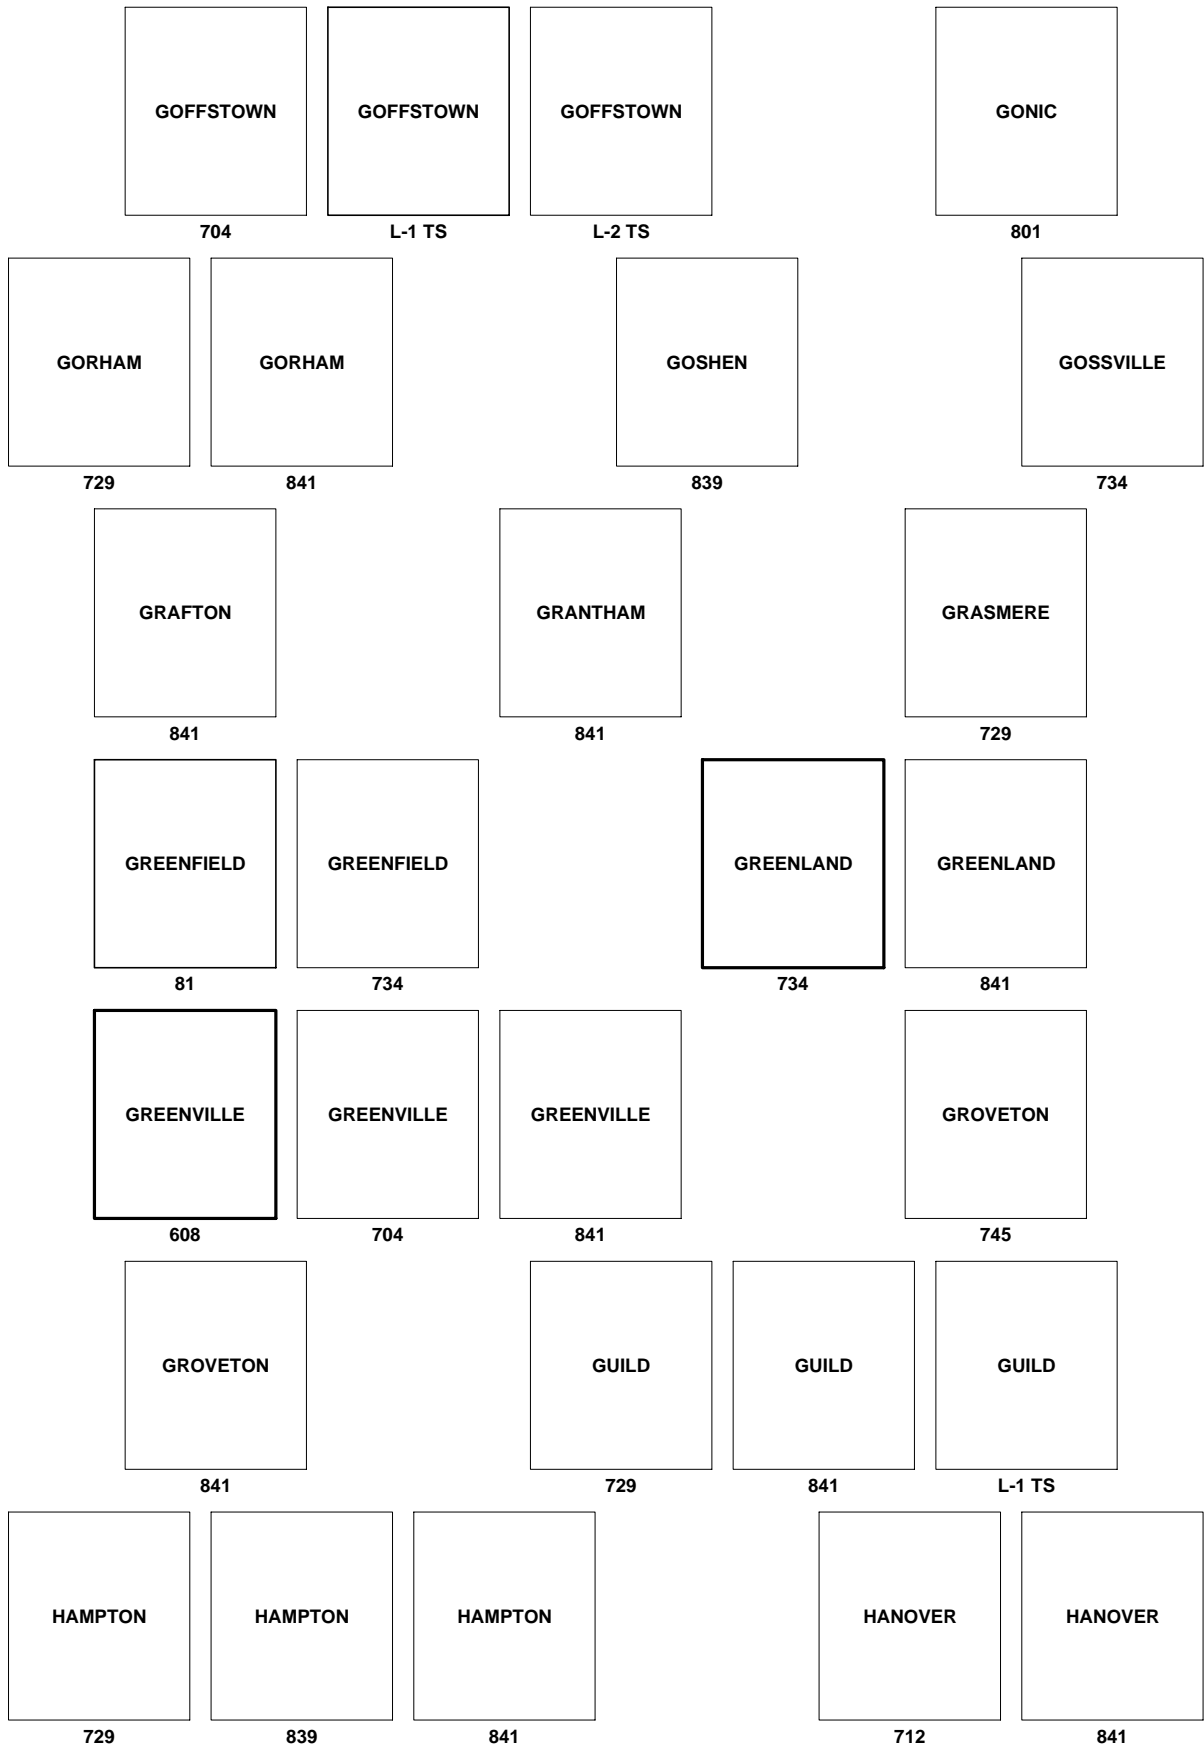 GOFFSTOWN GOFFSTOWN GOFFSTOWN GONIC
704 L-1 TS L-2 TS 801
GORHAM GORHAM GOSHEN GOSSVILLE
729 841 839 734
GRAFTON GRANTHAM GRASMERE
841 841 729
GREENFIELD GREENFIELD GREENLAND GREENLAND
81 734 734 841
GREENVILLE GREENVILLE GREENVILLE GROVETON
608 704 841 745
GROVETON GUILD GUILD GUILD
841 729 841 L-1 TS
HAMPTON HAMPTON HAMPTON HANOVER HANOVER
729 839 841 712 841